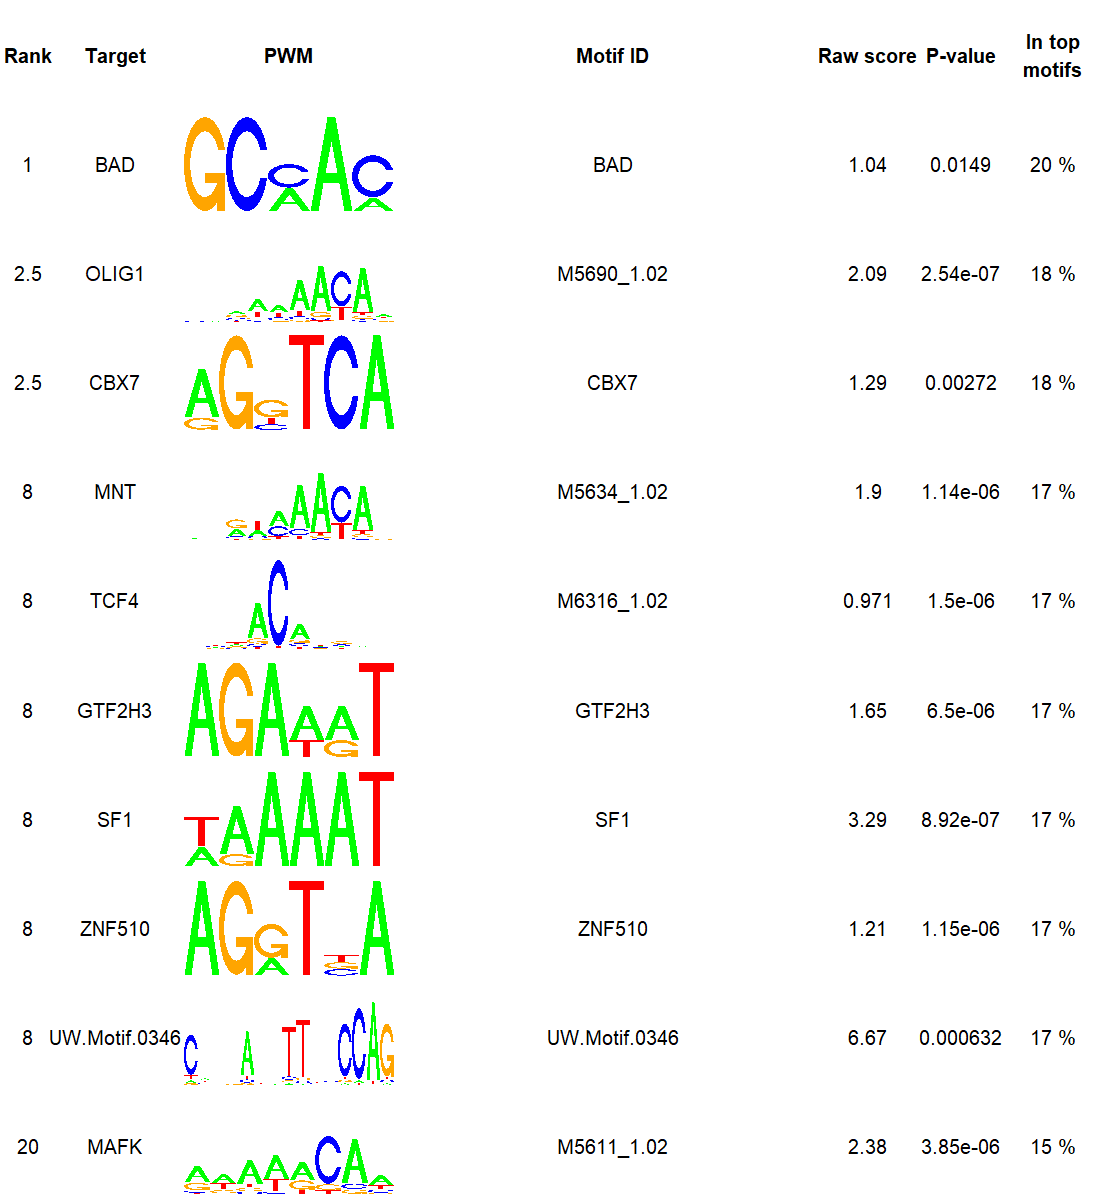 Rank Target PWM Motif ID Raw score P-value In top motifs
1 BAD BAD 1.04 0.0149 20 %
2.5 OLIG1 M5690_1.02 2.09 2.54e-07 18 %
2.5 CBX7 CBX7 1.29 0.00272 18 %
8 MNT M5634_1.02 1.9 1.14e-06 17 %
8 TCF4 M6316_1.02 0.971 1.5e-06 17 %
8 GTF2H3 GTF2H3 1.65 6.5e-06 17 %
8 SF1 SF1 3.29 8.92e-07 17 %
8 ZNF510 ZNF510 1.21 1.15e-06 17 %
8 UW.Motif.0346 UW.Motif.0346 6.67 0.000632 17 %
20 MAFK M5611_1.02 2.38 3.85e-06 15 %